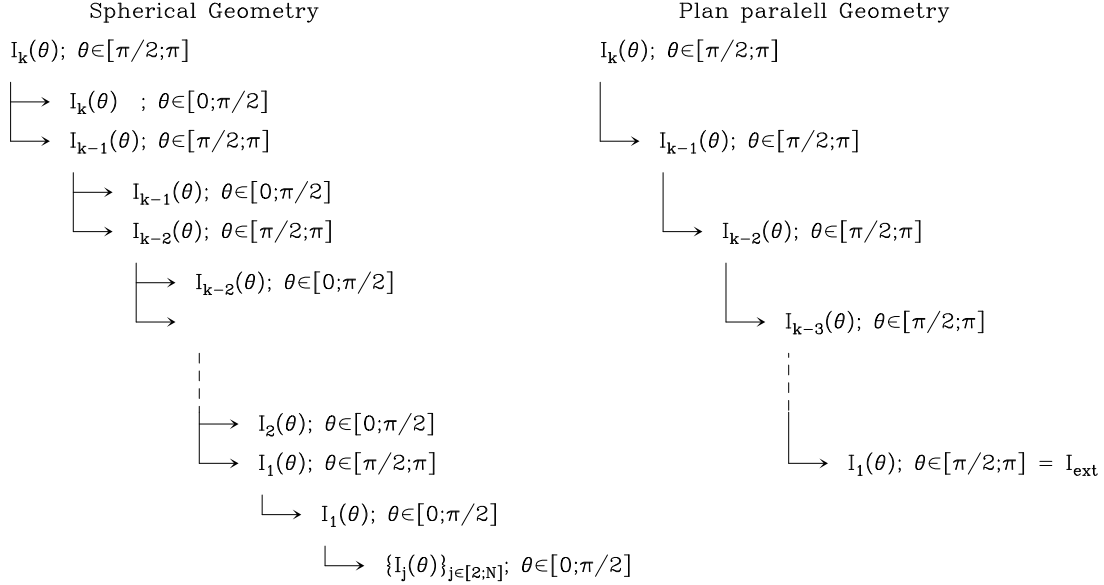 Spherical Geometry
I_k(θ); θ∈[π/2;π]
I_k(θ) ; θ∈[0;π/2]
I_{k−1}(θ); θ∈[π/2;π]
I_{k−1}(θ); θ∈[0;π/2]
I_{k−2}(θ); θ∈[π/2;π]
I_{k−2}(θ); θ∈[0;π/2]
I_2(θ); θ∈[0;π/2]
I_1(θ); θ∈[π/2;π]
I_1(θ); θ∈[0;π/2]
{I_j(θ)}_{j∈[2;N]}; θ∈[0;π/2]
Plan paralell Geometry
I_k(θ); θ∈[π/2;π]
I_{k−1}(θ); θ∈[π/2;π]
I_{k−2}(θ); θ∈[π/2;π]
I_{k−3}(θ); θ∈[π/2;π]
I_1(θ); θ∈[π/2;π] = I_{ext}